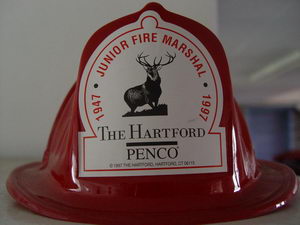 1947 · JUNIOR FIRE MARSHAL · 1997
THE HARTFORD
PENCO®
© 1997 THE HARTFORD, HARTFORD, CT 06115